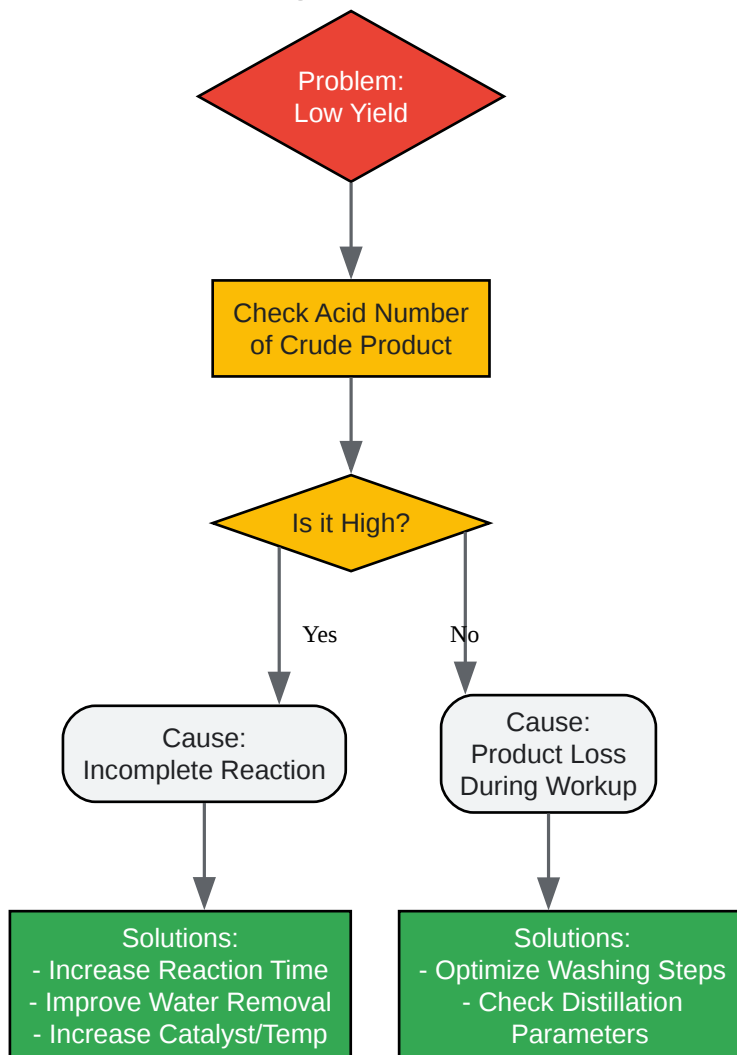 Problem:
Low Yield
Check Acid Number
of Crude Product
Is it High?
Yes
No
Cause:
Incomplete Reaction
Cause:
Product Loss
During Workup
Solutions:
- Increase Reaction Time
- Improve Water Removal
- Increase Catalyst/Temp
Solutions:
- Optimize Washing Steps
- Check Distillation
Parameters